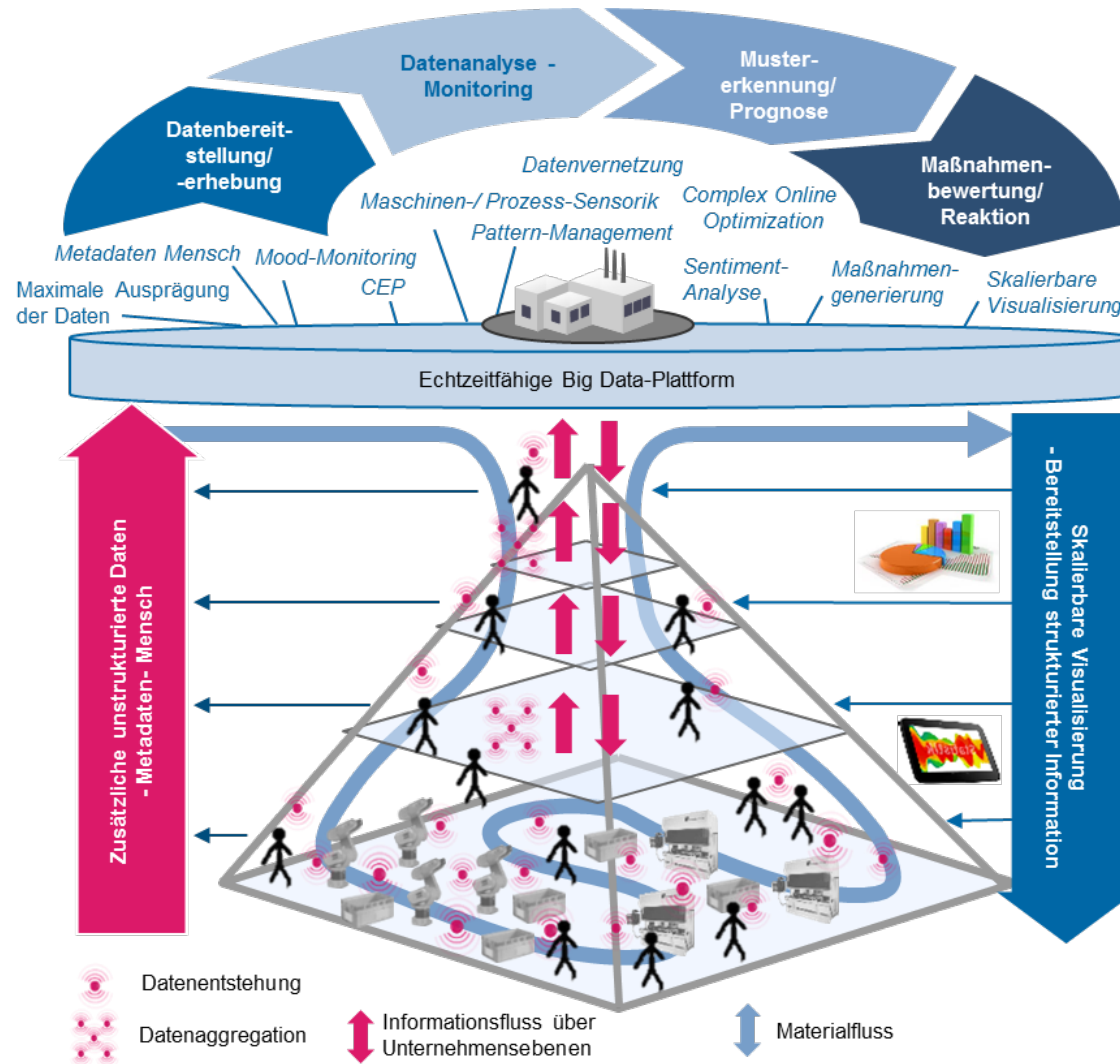 Datenanalyse -
Monitoring
Muster-
erkennung/
Prognose
Datenbereit-
stellung/
-erhebung
Maßnahmen-
bewertung/
Reaktion
Datenvernetzung
Maschinen-/ Prozess-Sensorik
Complex Online
Optimization
Pattern-Management
Metadaten Mensch
Mood-Monitoring
CEP
Sentiment-
Analyse
Maßnahmen-
generierung
Skalierbare
Visualisierung
Maximale Ausprägung
der Daten
Echtzeitfähige Big Data-Plattform
Zusätzliche unstrukturierte Daten
- Metadaten- Mensch
Skalierbare Visualisierung
- Bereitstellung strukturierter Information
Datenentstehung
Datenaggregation
Informationsfluss über
Unternehmensebenen
Materialfluss